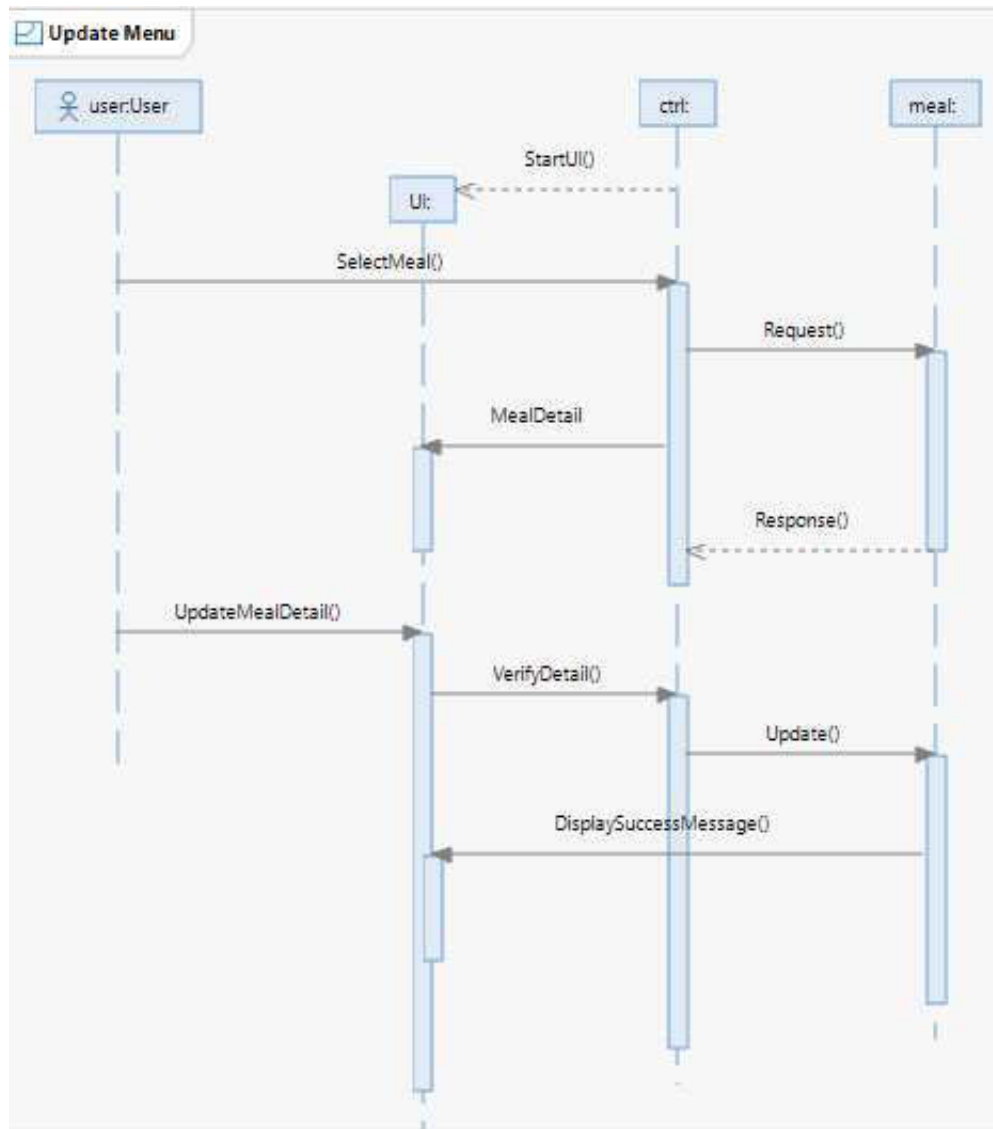 Update Menu
user:User
ctrl:
meal:
StartUI()
UI:
SelectMeal()
Request()
MealDetail
Response()
UpdateMealDetail()
VerifyDetail()
Update()
DisplaySuccessMessage()